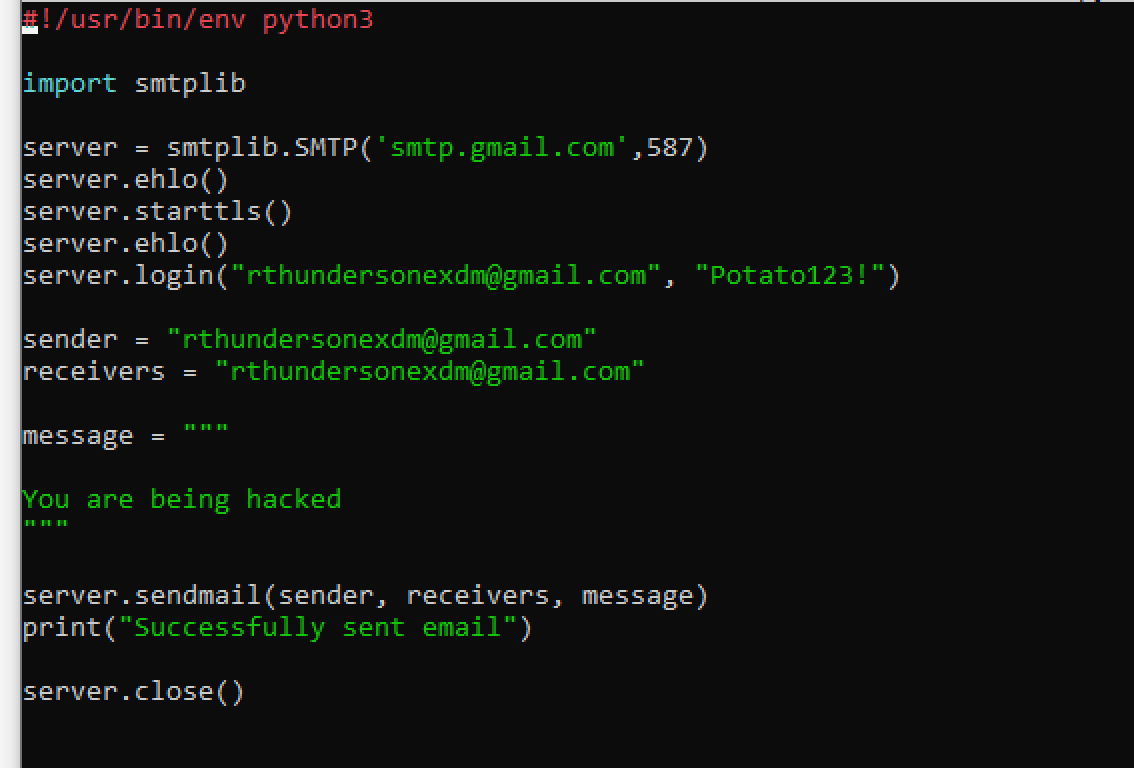 #!/usr/bin/env python3
import smtplib
server = smtplib.SMTP('smtp.gmail.com',587)
server.ehlo()
server.starttls()
server.ehlo()
server.login("rthundersonexdm@gmail.com", "Potato123!")
sender = "rthundersonexdm@gmail.com"
receivers = "rthundersonexdm@gmail.com"
message = """
You are being hacked
"""
server.sendmail(sender, receivers, message)
print("Successfully sent email")
server.close()